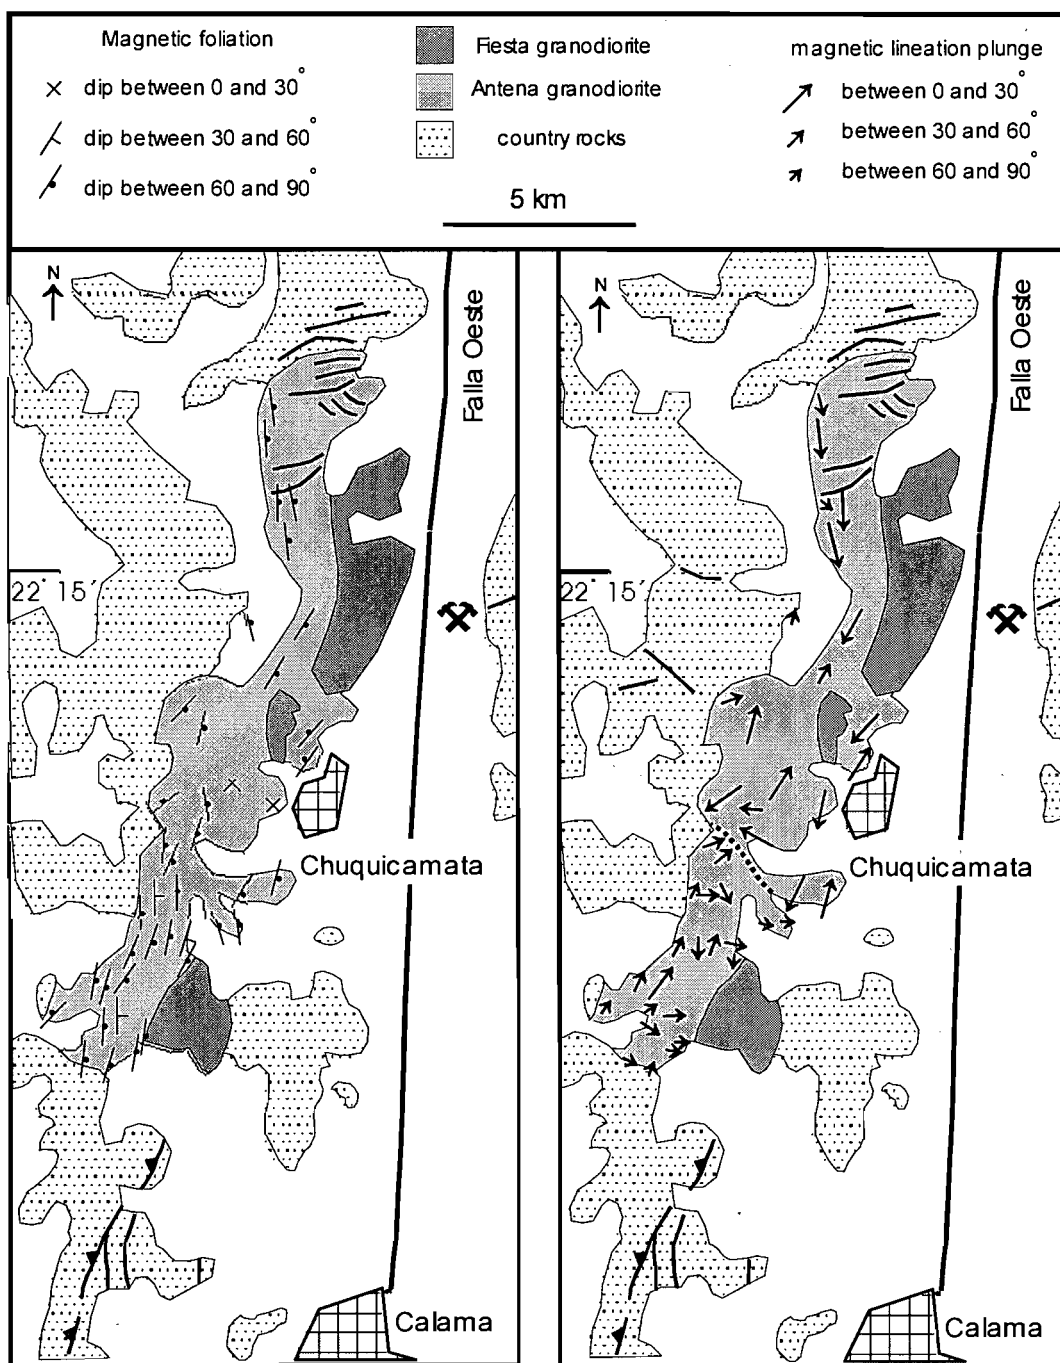 Magnetic foliation
dip between 0 and 30°
dip between 30 and 60°
dip between 60 and 90°
Fiesta granodiorite
Antena granodiorite
country rocks
5 km
magnetic lineation plunge
between 0 and 30°
between 30 and 60°
between 60 and 90°
N
Falla Oeste
22° 15´
Chuquicamata
Calama
N
Falla Oeste
22° 15´
Chuquicamata
Calama